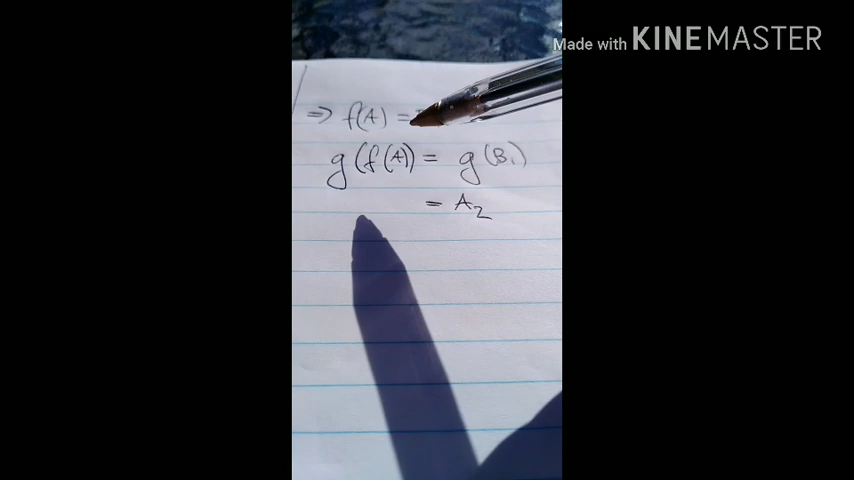 Made with KINEMASTER
⇒ f(A) =
g(f(A)) = g(B₁)
= A₂